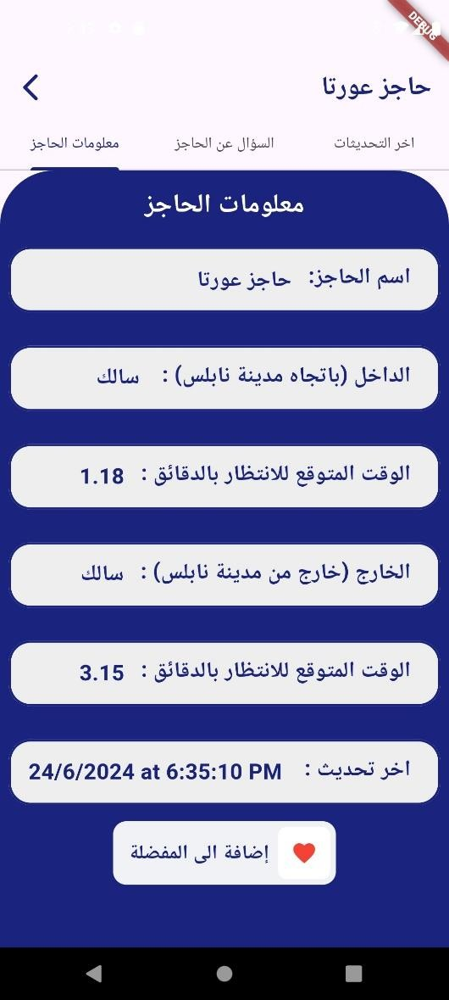 DEBUG
حاجز عورتا
اخر التحديثات
السؤال عن الحاجز
معلومات الحاجز
معلومات الحاجز
اسم الحاجز: حاجز عورتا
الداخل (باتجاه مدينة نابلس) : سالك
الوقت المتوقع للانتظار بالدقائق : 1.18
الخارج (خارج من مدينة نابلس) : سالك
الوقت المتوقع للانتظار بالدقائق : 3.15
اخر تحديث : 24/6/2024 at 6:35:10 PM
إضافة الى المفضلة